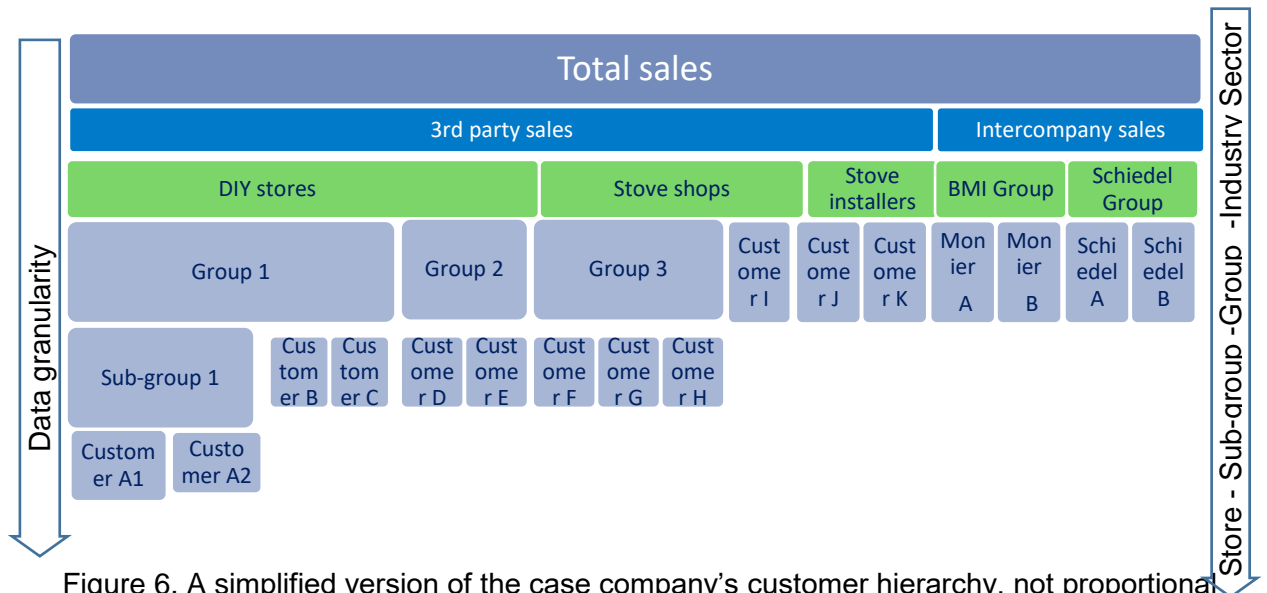 Total sales
3rd party sales
Intercompany sales
DIY stores
Stove shops
Stove
installers
BMI Group
Schiedel
Group
Group 1
Group 2
Group 3
Cust
ome
r I
Cust
ome
r J
Cust
ome
r K
Mon
ier
A
Mon
ier
B
Schi
edel
A
Schi
edel
B
Sub-group 1
Cus
tom
er B
Cus
tom
er C
Cust
ome
r D
Cust
ome
r E
Cust
ome
r F
Cust
ome
r G
Cust
ome
r H
Custom
er A1
Custo
mer A2
Data granularity
Store - Sub-group -Group -Industry Sector
Figure 6. A simplified version of the case company's customer hierarchy, not proportional